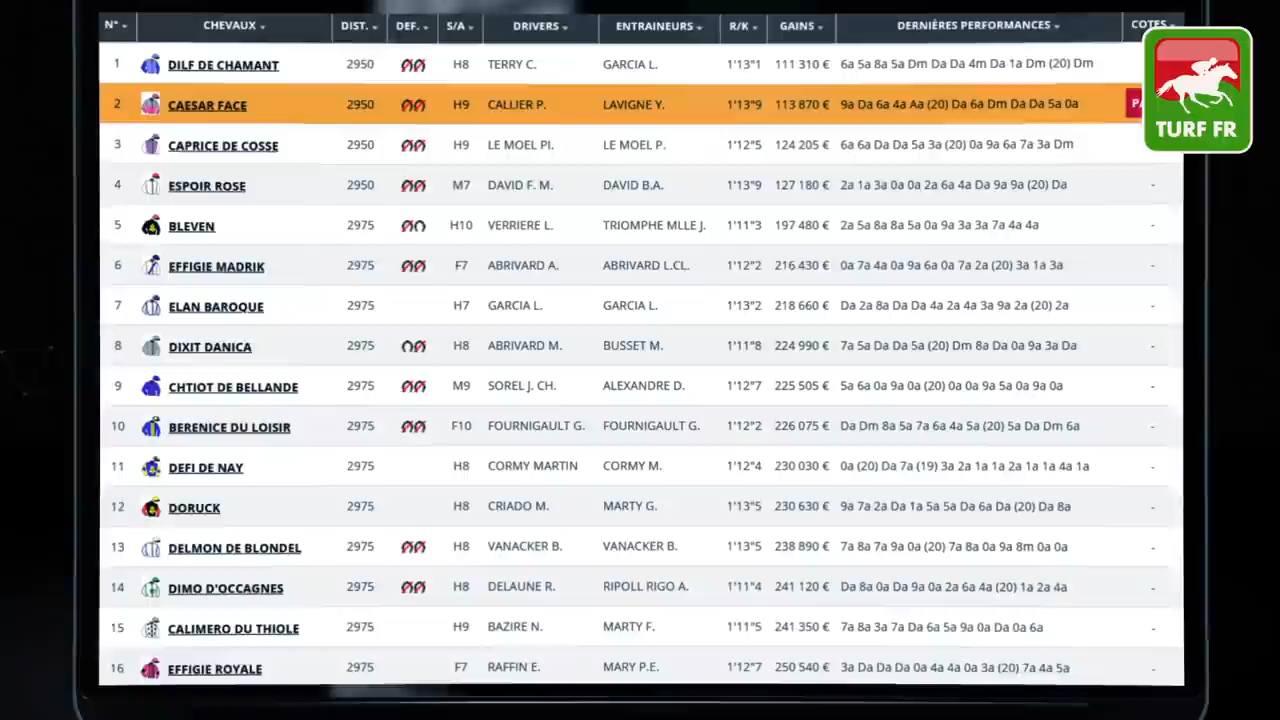 N° CHEVAUX DIST. DEF. S/A DRIVERS ENTRAINEURS R/K GAINS DERNIÈRES PERFORMANCES COTES
1 DILF DE CHAMANT 2950 H8 TERRY C. GARCIA L. 1'13"1 111 310 € 6a 5a 8a 5a Dm Da Da 4m Da 1a Dm (20) Dm
2 CAESAR FACE 2950 H9 CALLIER P. LAVIGNE Y. 1'13"9 113 870 € 9a Da 6a 4a Aa (20) Da 6a Dm Da Da 5a 0a
3 CAPRICE DE COSSE 2950 H9 LE MOEL PI. LE MOEL P. 1'12"5 124 205 € 6a 6a Da Da 5a 3a (20) 0a 9a 6a 7a 3a Dm
4 ESPOIR ROSE 2950 M7 DAVID F. M. DAVID B.A. 1'13"9 127 180 € 2a 1a 3a 0a 0a 2a 6a 4a Da 9a 9a (20) Da -
5 BLEVEN 2975 H10 VERRIERE L. TRIOMPHE MLLE J. 1'11"3 197 480 € 2a 5a 8a 8a 5a 0a 9a 3a 3a 7a 4a 4a -
6 EFFIGIE MADRIK 2975 F7 ABRIVARD A. ABRIVARD L.CL. 1'12"2 216 430 € 0a 7a 4a 0a 9a 6a 0a 7a 2a (20) 3a 1a 3a -
7 ELAN BAROQUE 2975 H7 GARCIA L. GARCIA L. 1'13"2 218 660 € Da 2a 8a Da Da 4a 2a 4a 3a 9a 2a (20) 2a -
8 DIXIT DANICA 2975 H8 ABRIVARD M. BUSSET M. 1'11"8 224 990 € 7a 5a Da Da 5a (20) Dm 8a Da 0a 9a 3a Da -
9 CHTIOT DE BELLANDE 2975 M9 SOREL J. CH. ALEXANDRE D. 1'12"7 225 505 € 5a 6a 0a 9a 0a (20) 0a 0a 9a 5a 0a 9a 0a -
10 BERENICE DU LOISIR 2975 F10 FOURNIGAULT G. FOURNIGAULT G. 1'12"2 226 075 € Da Dm 8a 5a 7a 6a 4a 5a (20) 5a Da Dm 6a -
11 DEFI DE NAY 2975 H8 CORMY MARTIN CORMY M. 1'12"4 230 030 € 0a (20) Da 7a (19) 3a 2a 1a 1a 2a 1a 1a 4a 1a -
12 DORUCK 2975 H8 CRIADO M. MARTY G. 1'13"5 230 630 € 9a 7a 2a Da 1a 5a 5a Da 6a Da (20) Da 8a -
13 DELMON DE BLONDEL 2975 H8 VANACKER B. VANACKER B. 1'13"5 238 890 € 7a 8a 7a 9a 0a (20) 7a 8a 0a 9a 8m 0a 0a -
14 DIMO D'OCCAGNES 2975 H8 DELAUNE R. RIPOLL RIGO A. 1'11"4 241 120 € Da 8a 0a Da 9a 0a 2a 6a 4a (20) 1a 2a 4a -
15 CALIMERO DU THIOLE 2975 H9 BAZIRE N. MARTY F. 1'11"5 241 350 € 7a 8a 3a 7a Da 6a 5a 9a 0a Da 0a 6a -
16 EFFIGIE ROYALE 2975 F7 RAFFIN E. MARY P.E. 1'12"7 250 540 € 3a Da Da Da 0a 4a 4a 0a 3a (20) 7a 4a 5a -
TURF FR